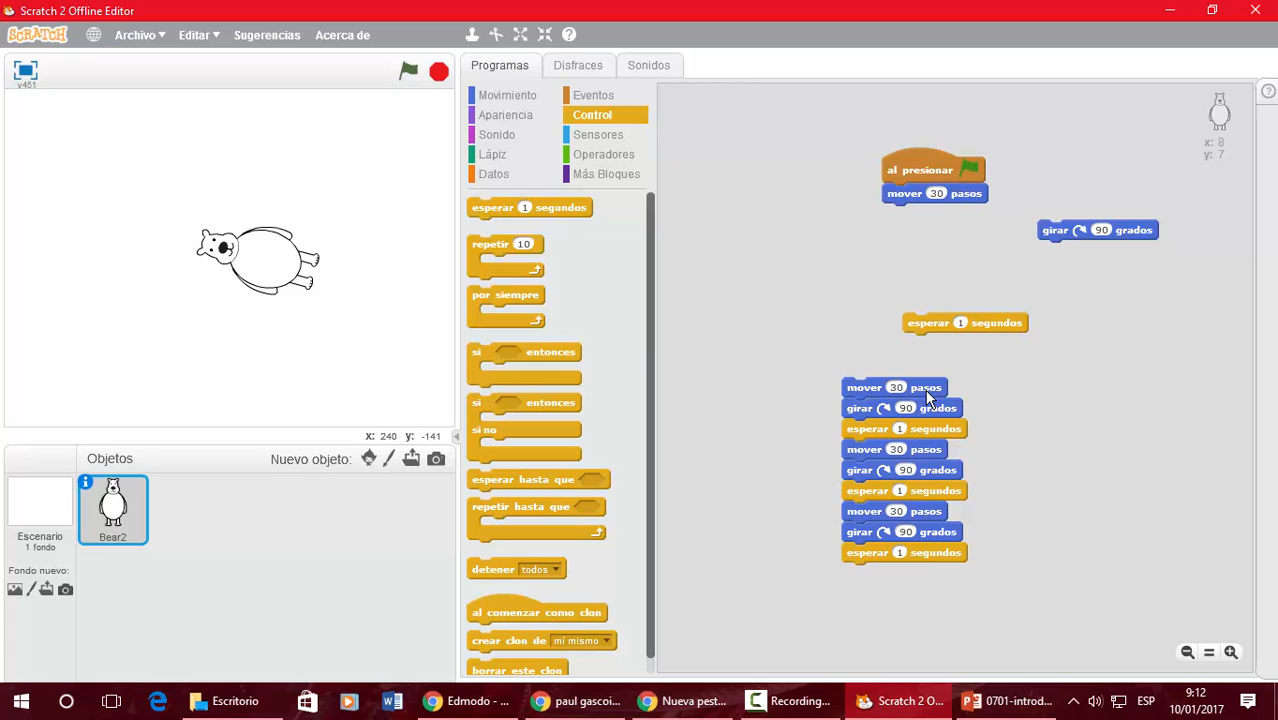 Scratch 2 Offline Editor
SCRATCH
Archivo
Editar
Sugerencias
Acerca de
v451
Programas
Disfraces
Sonidos
Movimiento
Apariencia
Sonido
Lápiz
Datos
Eventos
Control
Sensores
Operadores
Más Bloques
esperar 1 segundos
repetir 10
por siempre
si entonces
si entonces
si no
esperar hasta que
repetir hasta que
detener todos
al comenzar como clon
crear clon de mí mismo
borrar este clon
al presionar
mover 30 pasos
girar 90 grados
esperar 1 segundos
mover 30 pasos
girar 90 grados
esperar 1 segundos
mover 30 pasos
girar 90 grados
esperar 1 segundos
mover 30 pasos
girar 90 grados
esperar 1 segundos
x: 8
y: 7
x: 240 y: -141
Objetos
Nuevo objeto:
Escenario
1 fondo
Fondo nuevo:
Bear2
Escritorio
Edmodo - ...
paul gascoi...
Nueva pest...
Recording...
Scratch 2 O...
0701-introd...
ESP
9:12
10/01/2017